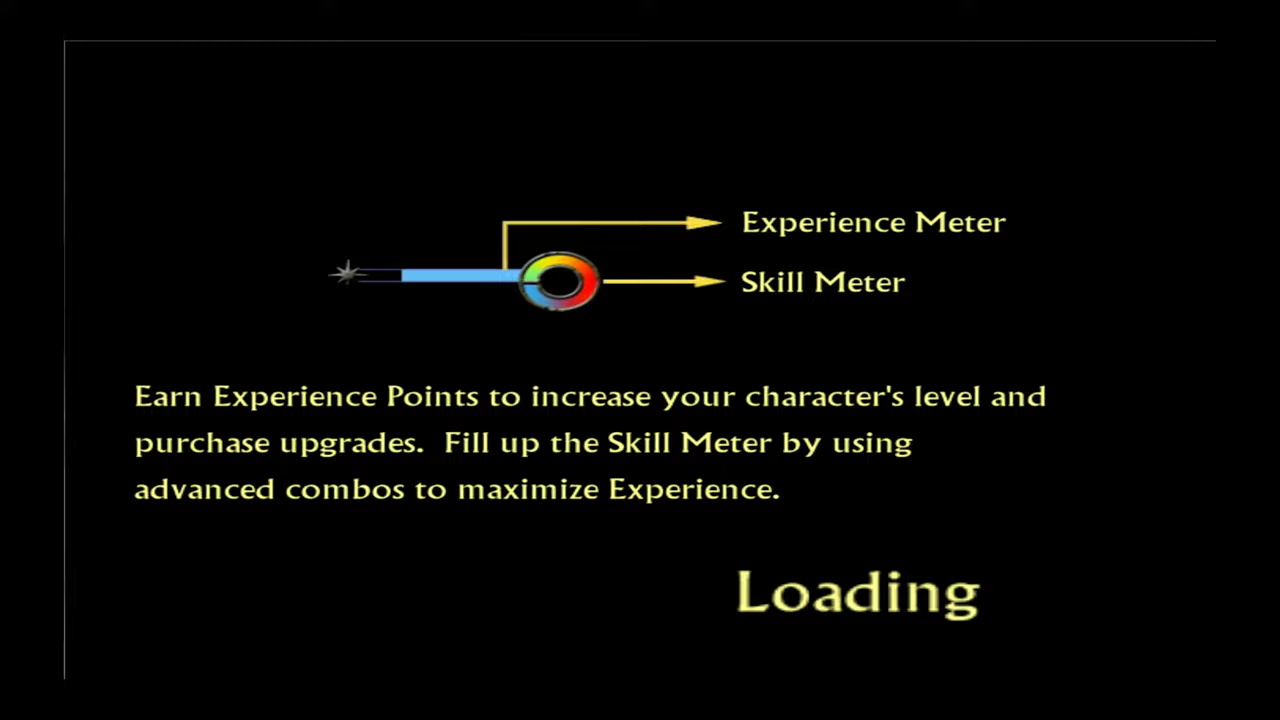 Experience Meter
Skill Meter
Earn Experience Points to increase your character's level and
purchase upgrades.  Fill up the Skill Meter by using
advanced combos to maximize Experience.
Loading